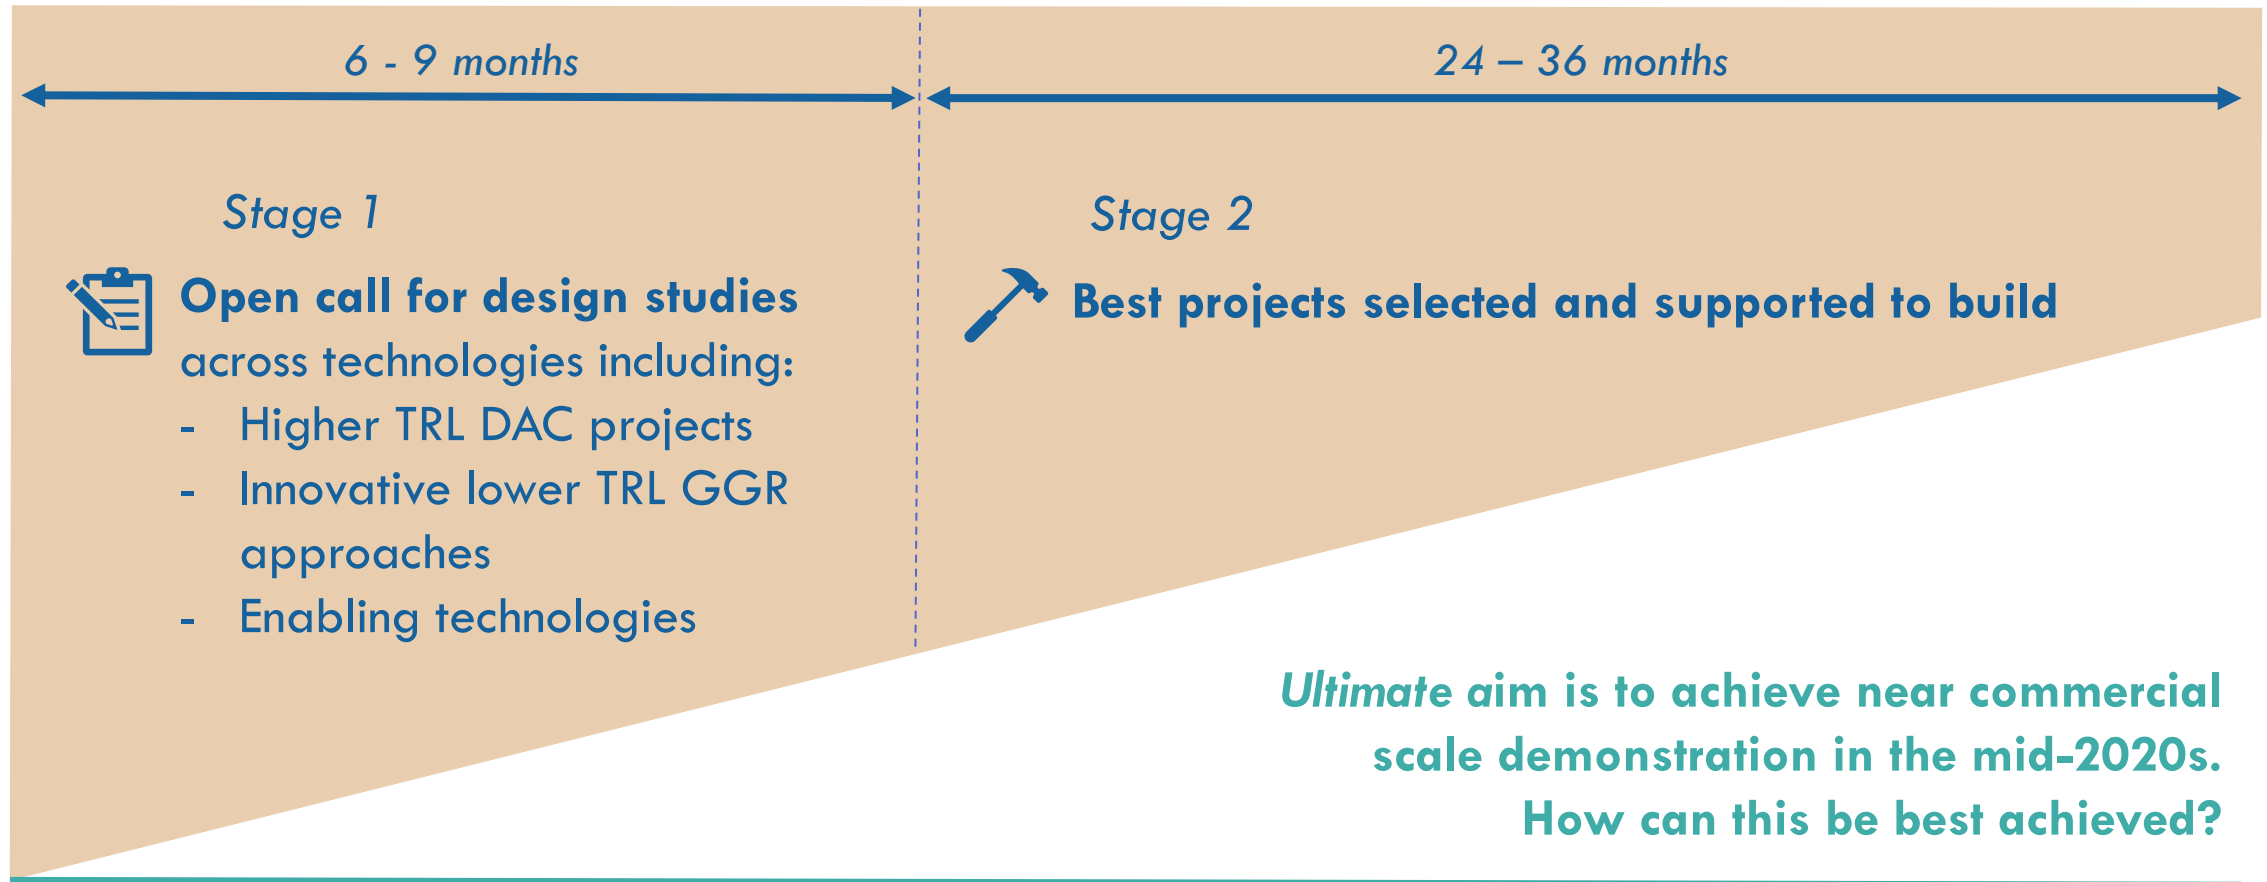 6 - 9 months
24 – 36 months
Stage 1
Open call for design studies
across technologies including:
- Higher TRL DAC projects
- Innovative lower TRL GGR
approaches
- Enabling technologies
Stage 2
Best projects selected and supported to build
Ultimate aim is to achieve near commercial
scale demonstration in the mid-2020s.
How can this be best achieved?